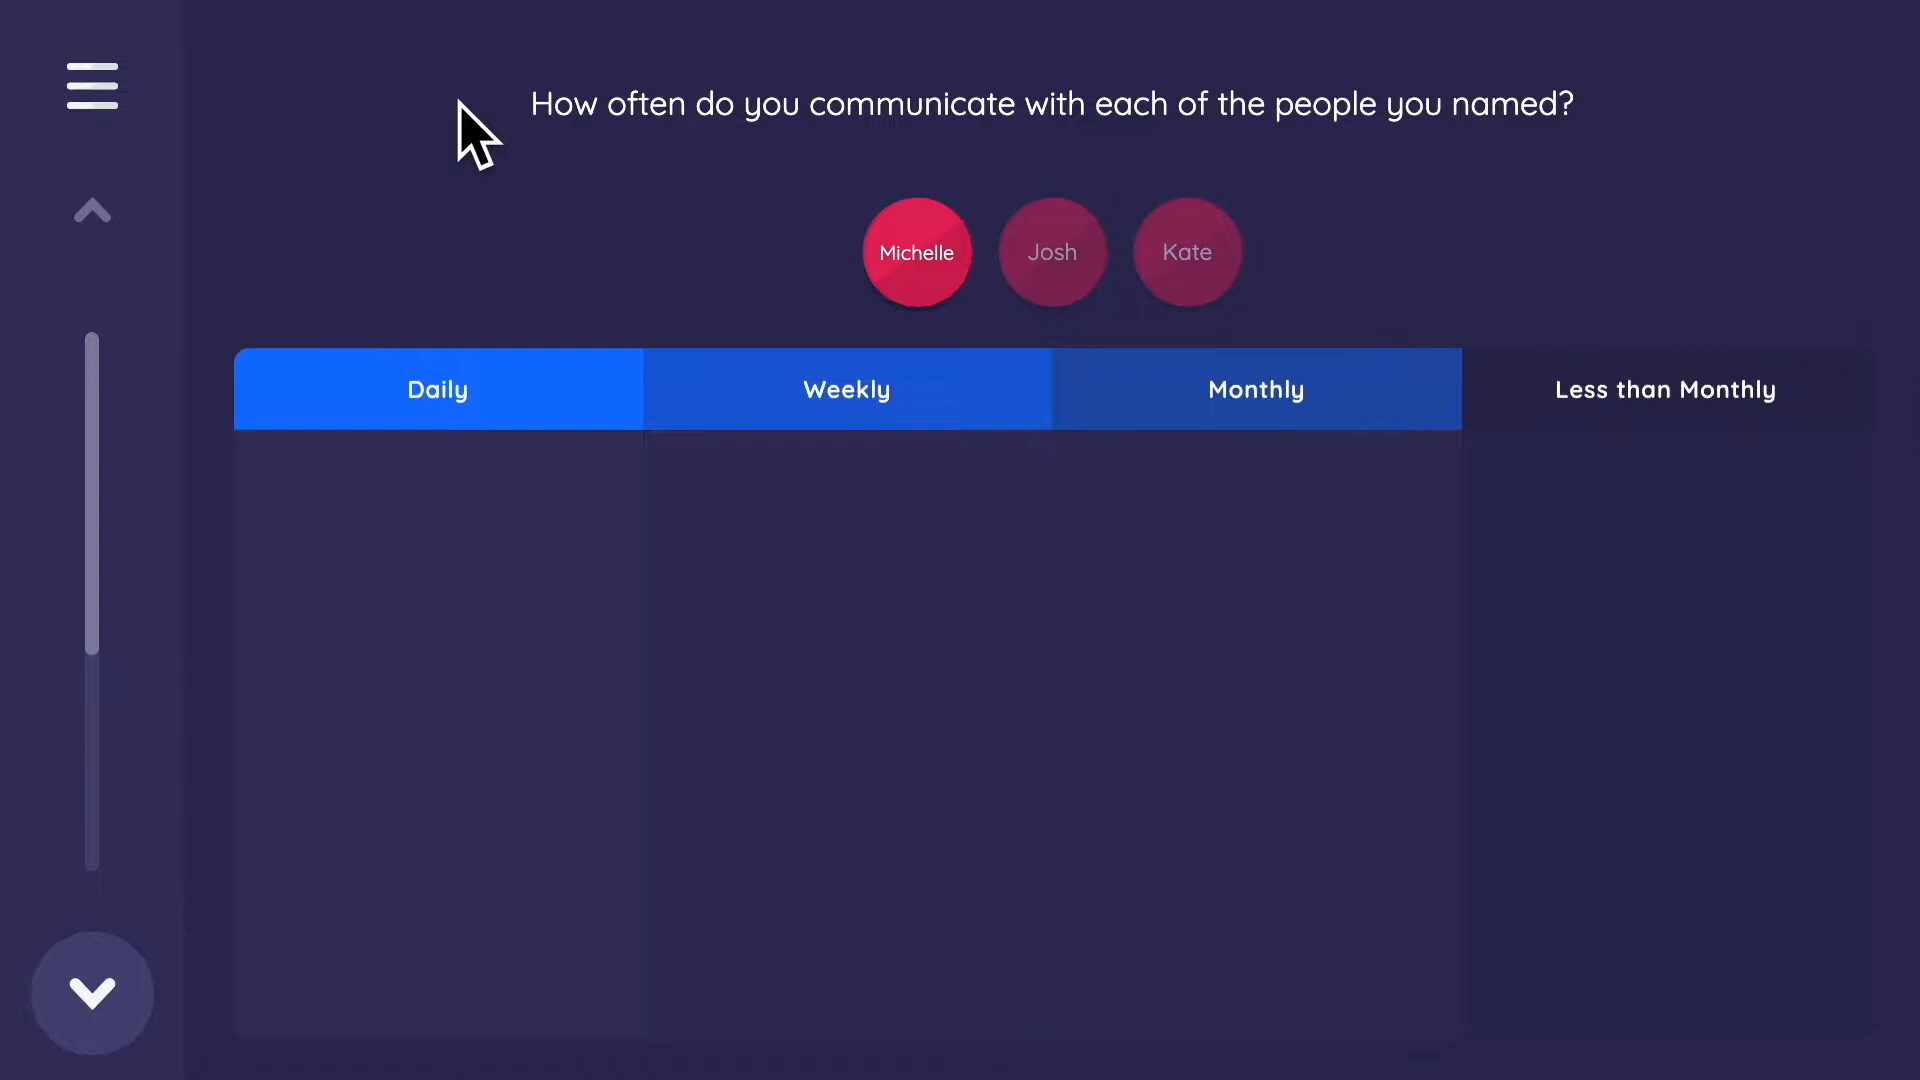 How often do you communicate with each of the people you named?
Michelle Josh Kate
Daily Weekly Monthly Less than Monthly